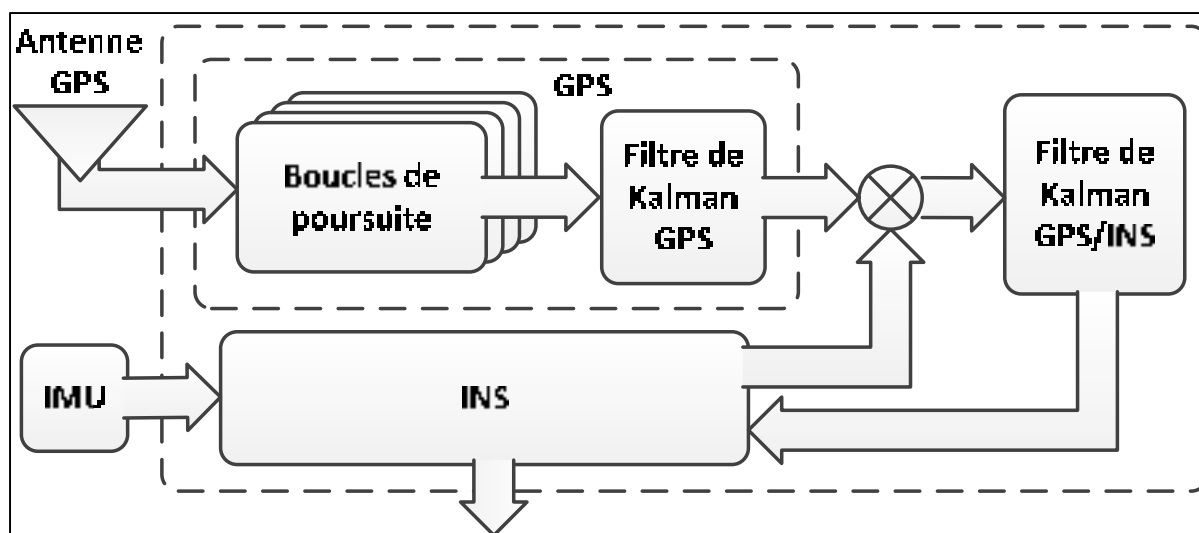 Antenne
GPS
GPS
Boucles de
poursuite
Filtre de
Kalman
GPS
Filtre de
Kalman
GPS/INS
IMU
INS